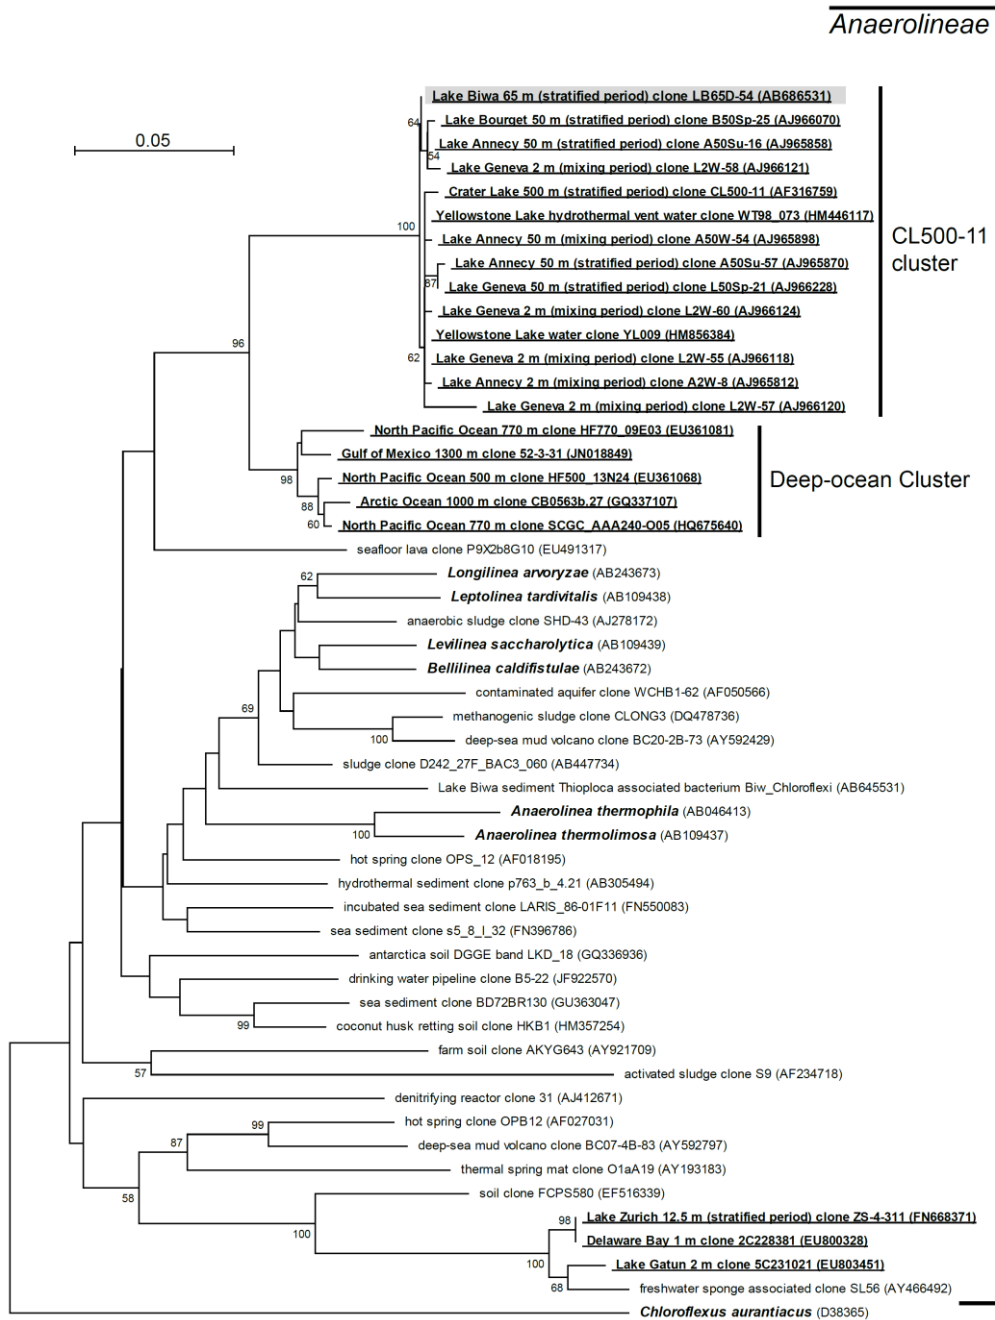 Anaerolineae
Lake Biwa 65 m (stratified period) clone LB65D-54 (AB686531)
64
Lake Bourget 50 m (stratified period) clone B50Sp-25 (AJ966070)
0.05
Lake Annecy 50 m (stratified period) clone A50Su-16 (AJ965858)
54
Lake Geneva 2 m (mixing period) clone L2W-58 (AJ966121)
Crater Lake 500 m (stratified period) clone CL500-11 (AF316759)
Yellowstone Lake hydrothermal vent water clone WT98_073 (HM446117)
100
CL500-11
cluster
Lake Annecy 50 m (mixing period) clone A50W-54 (AJ965898)
Lake Annecy 50 m (stratified period) clone A50Su-57 (AJ965870)
87
Lake Geneva 50 m (stratified period) clone L50Sp-21 (AJ966228)
Lake Geneva 2 m (mixing period) clone L2W-60 (AJ966124)
Yellowstone Lake water clone YL009 (HM856384)
96
62
Lake Geneva 2 m (mixing period) clone L2W-55 (AJ966118)
Lake Annecy 2 m (mixing period) clone A2W-8 (AJ965812)
Lake Geneva 2 m (mixing period) clone L2W-57 (AJ966120)
North Pacific Ocean 770 m clone HF770_09E03 (EU361081)
Gulf of Mexico 1300 m clone 52-3-31 (JN018849)
98
North Pacific Ocean 500 m clone HF500_13N24 (EU361068)
Deep-ocean Cluster
88
Arctic Ocean 1000 m clone CB0563b.27 (GQ337107)
60
North Pacific Ocean 770 m clone SCGC_AAA240-O05 (HQ675640)
seafloor lava clone P9X2b8G10 (EU491317)
62
Longilinea arvoryzae (AB243673)
Leptolinea tardivitalis (AB109438)
anaerobic sludge clone SHD-43 (AJ278172)
Levilinea saccharolytica (AB109439)
Bellilinea caldifistulae (AB243672)
contaminated aquifer clone WCHB1-62 (AF050566)
69
methanogenic sludge clone CLONG3 (DQ478736)
100
deep-sea mud volcano clone BC20-2B-73 (AY592429)
sludge clone D242_27F_BAC3_060 (AB447734)
Lake Biwa sediment Thioploca associated bacterium Biw_Chloroflexi (AB645531)
Anaerolinea thermophila (AB046413)
100
Anaerolinea thermolimosa (AB109437)
hot spring clone OPS_12 (AF018195)
hydrothermal sediment clone p763_b_4.21 (AB305494)
incubated sea sediment clone LARIS_86-01F11 (FN550083)
sea sediment clone s5_8_I_32 (FN396786)
antarctica soil DGGE band LKD_18 (GQ336936)
drinking water pipeline clone B5-22 (JF922570)
sea sediment clone BD72BR130 (GU363047)
99
coconut husk retting soil clone HKB1 (HM357254)
farm soil clone AKYG643 (AY921709)
57
activated sludge clone S9 (AF234718)
denitrifying reactor clone 31 (AJ412671)
99
hot spring clone OPB12 (AF027031)
87
deep-sea mud volcano clone BC07-4B-83 (AY592797)
thermal spring mat clone O1aA19 (AY193183)
58
soil clone FCPS580 (EF516339)
98
Lake Zurich 12.5 m (stratified period) clone ZS-4-311 (FN668371)
100
Delaware Bay 1 m clone 2C228381 (EU800328)
100
Lake Gatun 2 m clone 5C231021 (EU803451)
68
freshwater sponge associated clone SL56 (AY466492)
Chloroflexus aurantiacus (D38365)